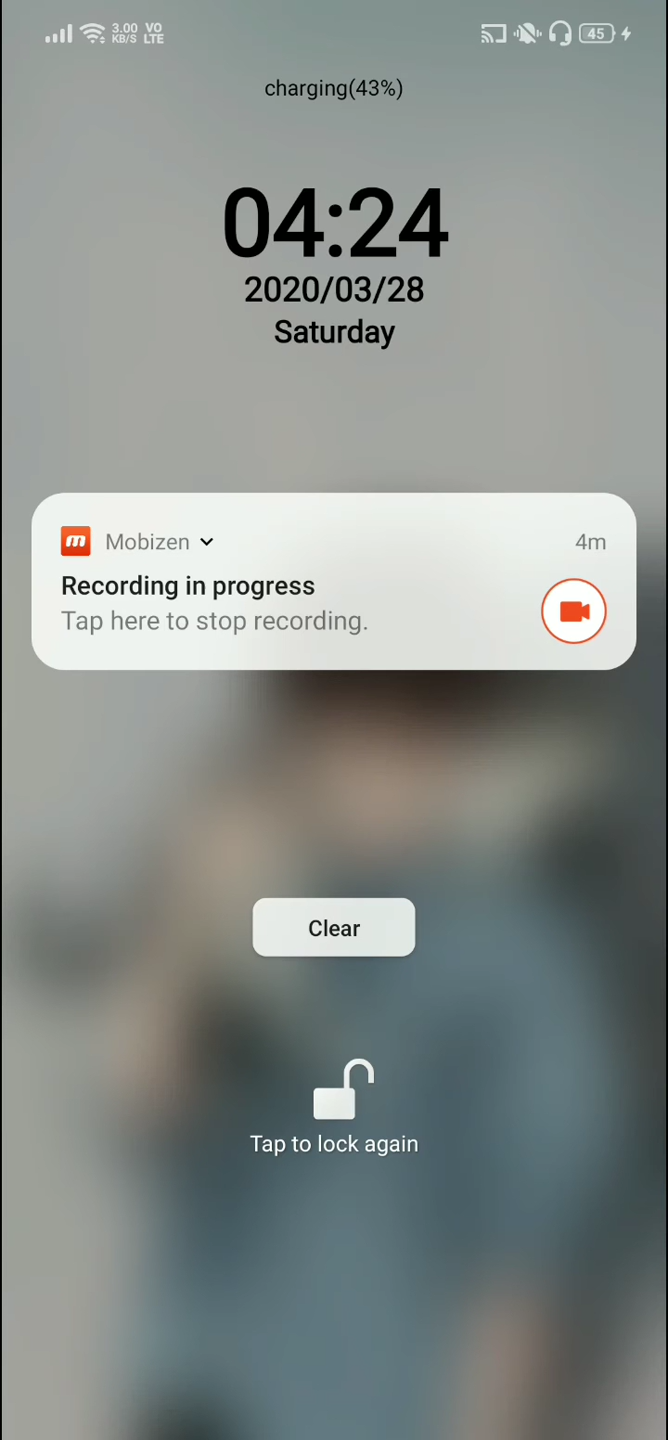 3.00 KB/S VO LTE 45
charging(43%)
04:24
2020/03/28
Saturday
Mobizen 4m
Recording in progress
Tap here to stop recording.
Clear
Tap to lock again